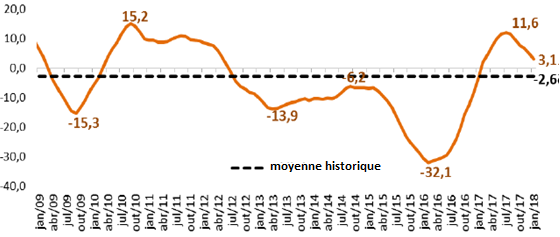 20,0
10,0
0,0
-10,0
-20,0
-30,0
-40,0
15,2
11,6
3,1
-2,6
-6,2
-13,9
-15,3
-32,1
moyenne historique
jan/09
abr/09
jul/09
out/09
jan/10
abr/10
jul/10
out/10
jan/11
abr/11
jul/11
out/11
jan/12
abr/12
jul/12
out/12
jan/13
abr/13
jul/13
out/13
jan/14
abr/14
jul/14
out/14
jan/15
abr/15
jul/15
out/15
jan/16
abr/16
jul/16
out/16
jan/17
abr/17
jul/17
out/17
jan/18